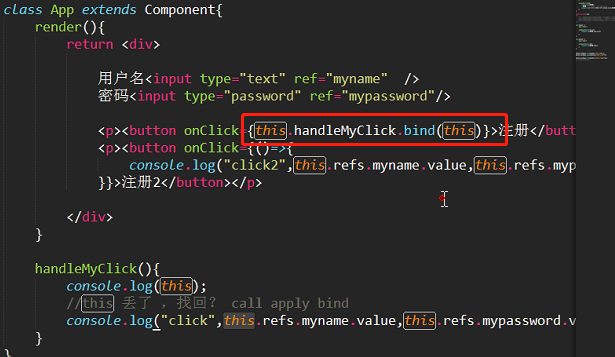 class App extends Component{
render(){
return <div>
用户名<input type="text" ref="myname" />
密码<input type="password" ref="mypassword"/>
<p><button onClick={this.handleMyClick.bind(this)}>注册</butt
<p><button onClick={()=>{
console.log("click2",this.refs.myname.value,this.refs.myp
}}>注册2</button></p>
</div>
}
handleMyClick(){
console.log(this);
//this 丢了 ，找回? call apply bind
console.log("click",this.refs.myname.value,this.refs.mypassword.v
}
}